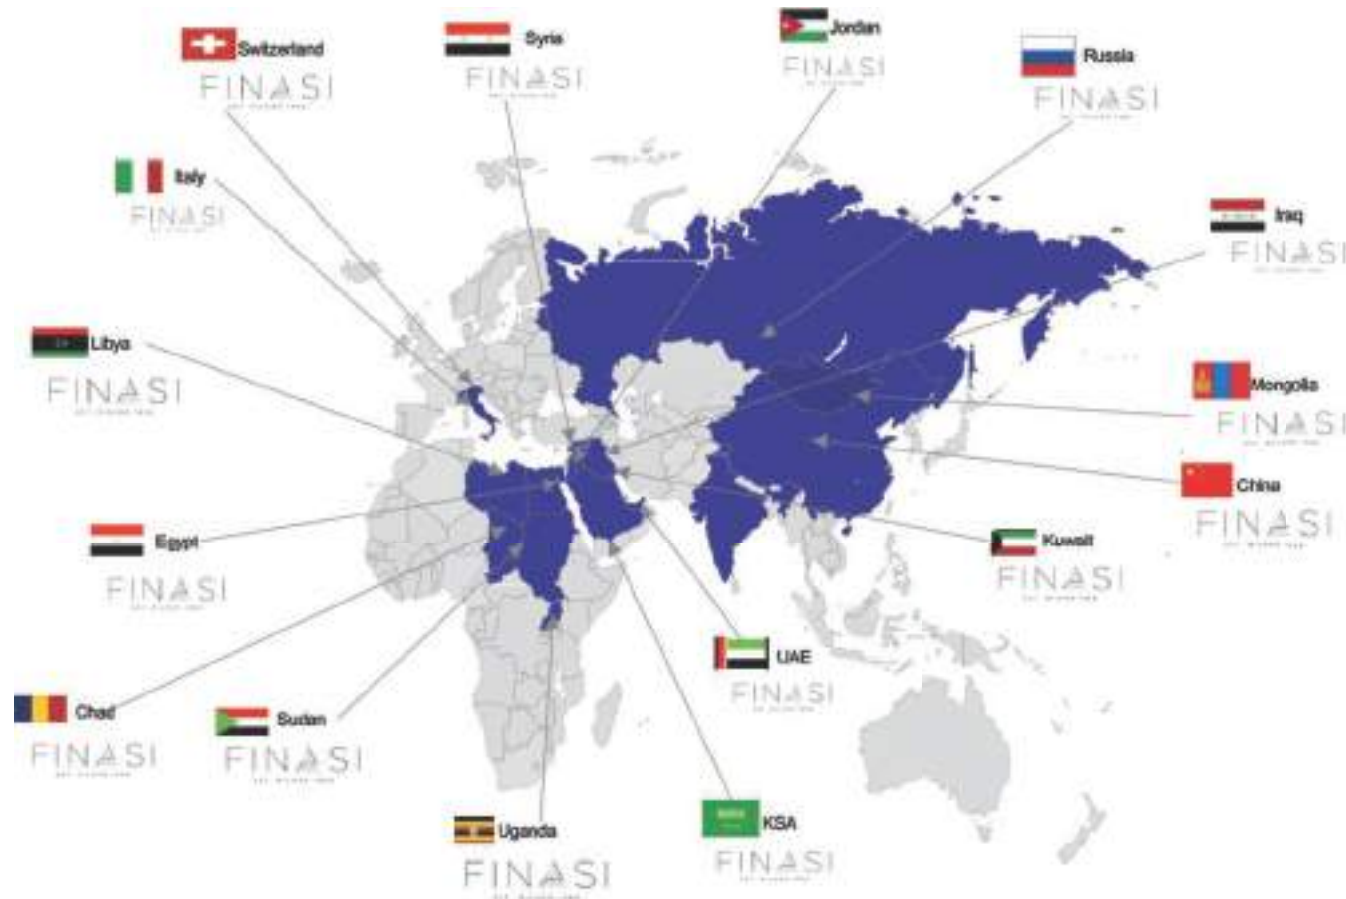 Switzerland
FINASI
Syria
FINASI
Jordan
FINASI
Russia
FINASI
Italy
FINASI
Iraq
FINASI
Libya
FINASI
Mongolia
FINASI
China
FINASI
Egypt
FINASI
Kuwait
FINASI
UAE
FINASI
Chad
FINASI
Sudan
FINASI
Uganda
FINASI
KSA
FINASI